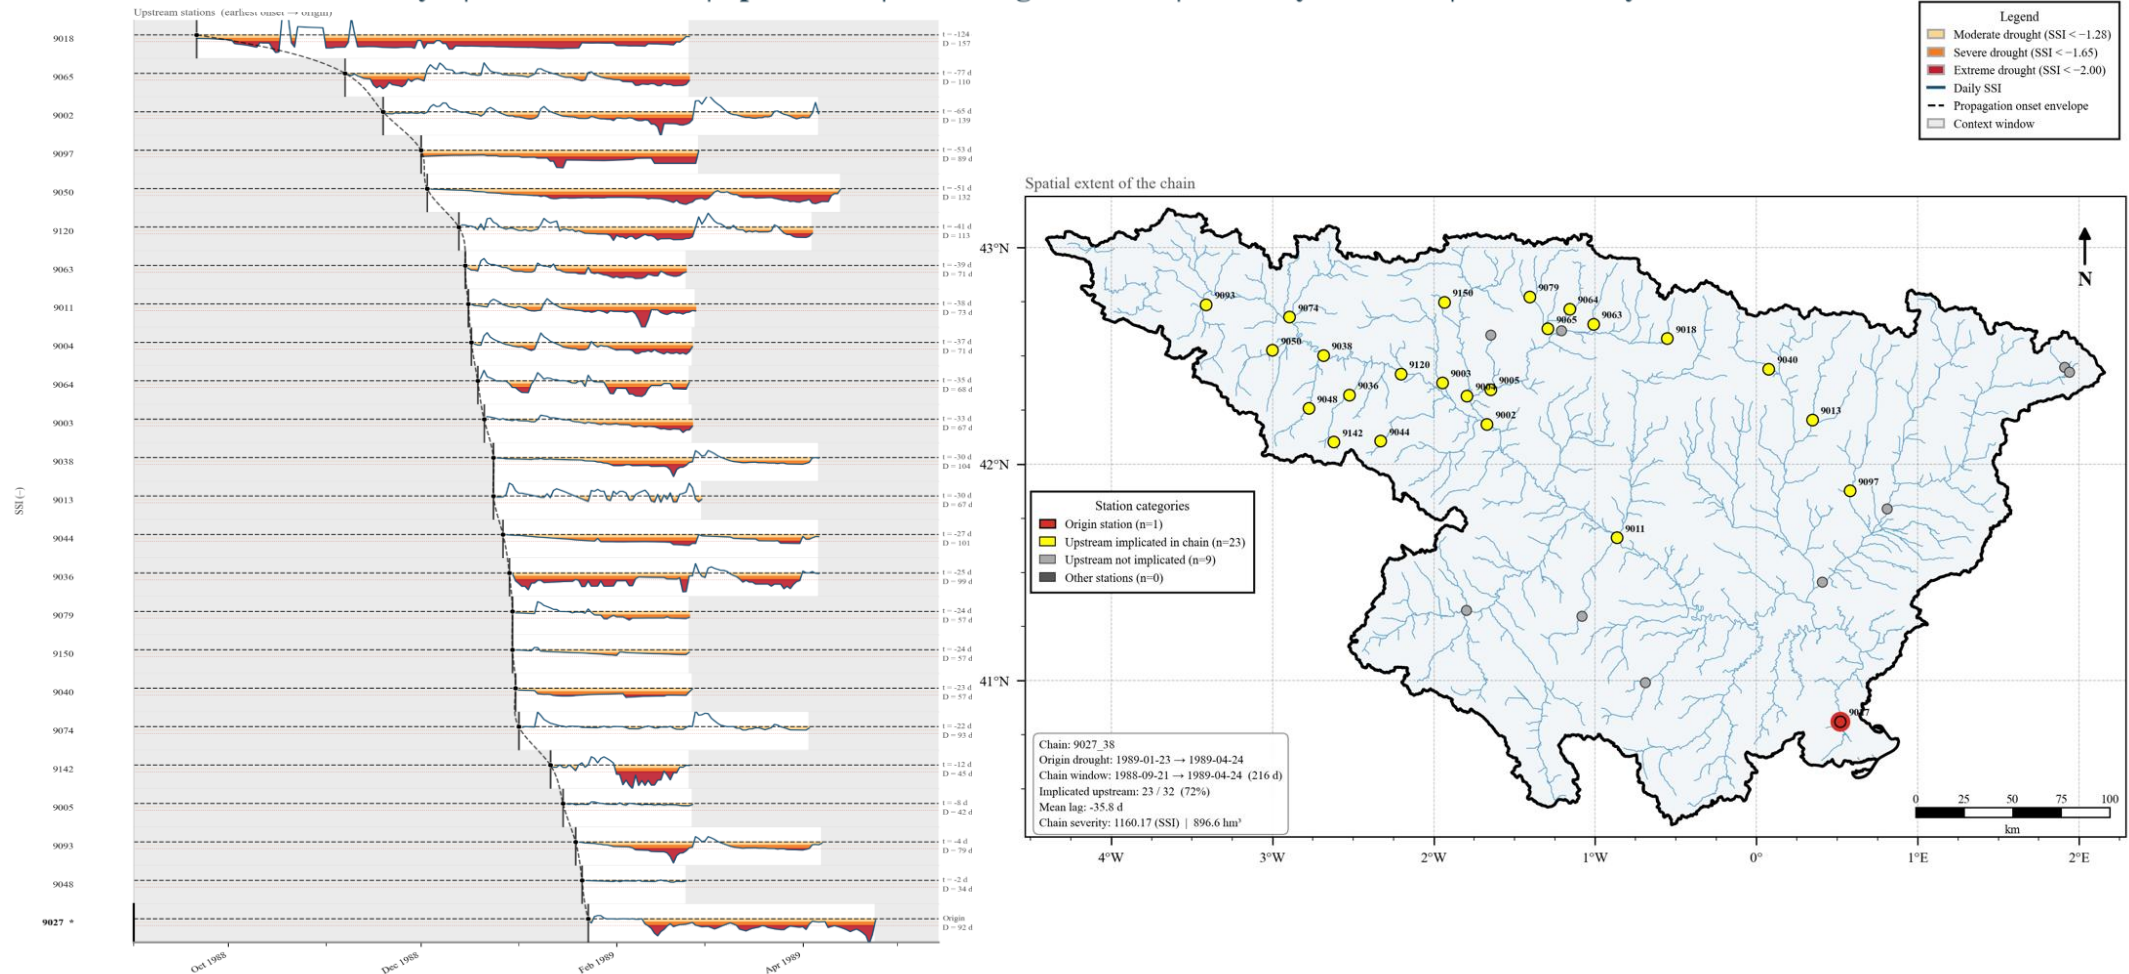 Upstream stations (earliest onset → origin)
SSI (–)
9018
t = -124
D = 157
9065
t = -77 d
D = 110
9002
t = -65 d
D = 139
9097
t = -53 d
D = 89 d
9050
t = -51 d
D = 132
9120
t = -41 d
D = 113
9063
t = -39 d
D = 71 d
9011
t = -38 d
D = 73 d
9004
t = -37 d
D = 71 d
9064
t = -35 d
D = 68 d
9003
t = -33 d
D = 67 d
9038
t = -30 d
D = 104
9013
t = -30 d
D = 67 d
9044
t = -27 d
D = 101
9036
t = -25 d
D = 99 d
9079
t = -24 d
D = 57 d
9150
t = -24 d
D = 57 d
9040
t = -23 d
D = 57 d
9074
t = -22 d
D = 93 d
9142
t = -12 d
D = 45 d
9005
t = -8 d
D = 42 d
9093
t = -4 d
D = 79 d
9048
t = -2 d
D = 34 d
9027 *
Origin
D = 92 d
Oct 1988
Dec 1988
Feb 1989
Apr 1989
Legend
Moderate drought (SSI < −1.28)
Severe drought (SSI < −1.65)
Extreme drought (SSI < −2.00)
Daily SSI
Propagation onset envelope
Context window
Spatial extent of the chain
43°N
42°N
41°N
N
9093
9074
9150
9079
9064
9063
9065
9018
9050
9038
9040
9120
9003
9004
9005
9036
9048
9002
9013
9142
9044
9097
9011
9027
Station categories
Origin station (n=1)
Upstream implicated in chain (n=23)
Upstream not implicated (n=9)
Other stations (n=0)
Chain: 9027_38
Origin drought: 1989-01-23 → 1989-04-24
Chain window: 1988-09-21 → 1989-04-24 (216 d)
Implicated upstream: 23 / 32 (72%)
Mean lag: -35.8 d
Chain severity: 1160.17 (SSI) | 896.6 hm³
0 25 50 75 100
km
4°W 3°W 2°W 1°W 0° 1°E 2°E